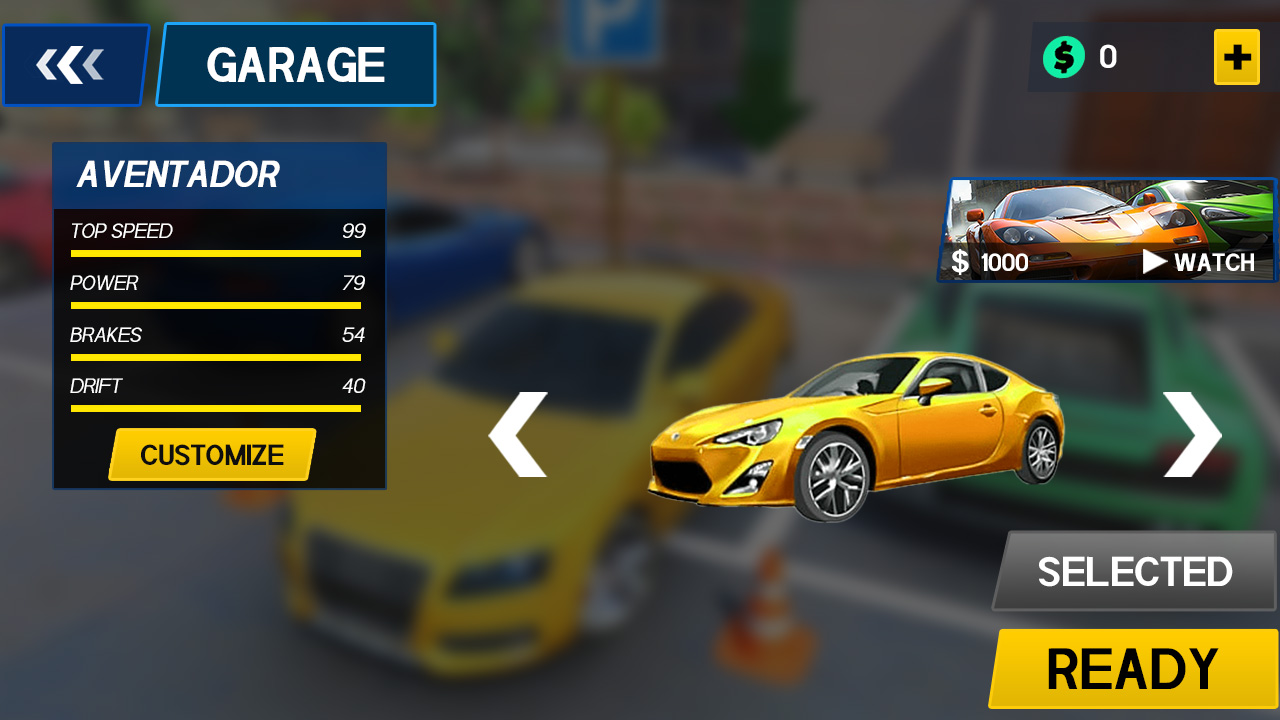 GARAGE
$ 0 +
AVENTADOR
TOP SPEED 99
POWER 79
BRAKES 54
DRIFT 40
CUSTOMIZE
P
$ 1000 WATCH
SELECTED
READY